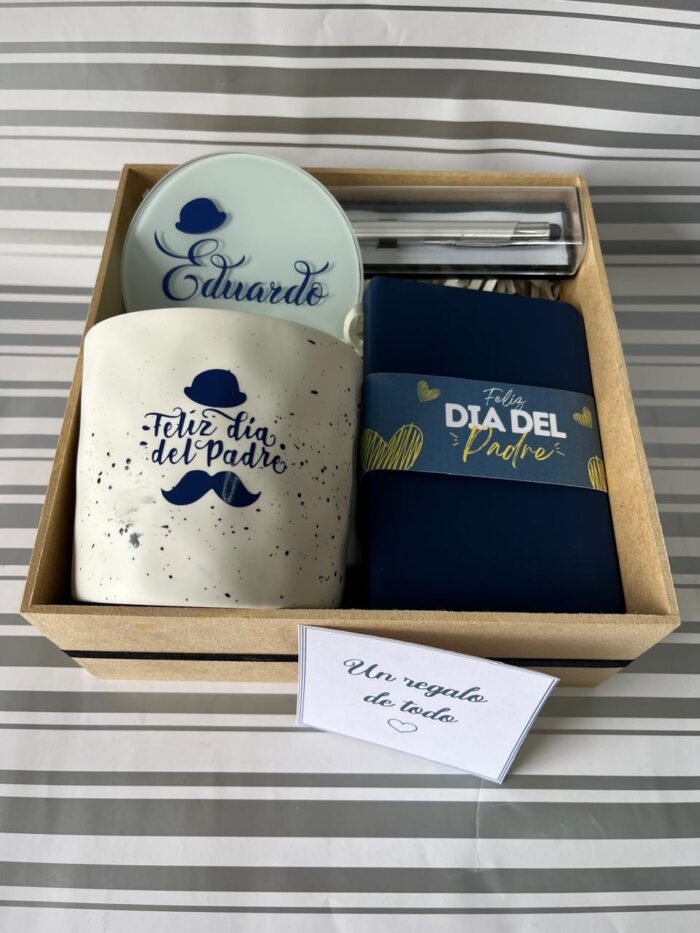 Eduardo
Feliz día
del Padre
Feliz
DIA DEL
Padre
Un regalo
de todo